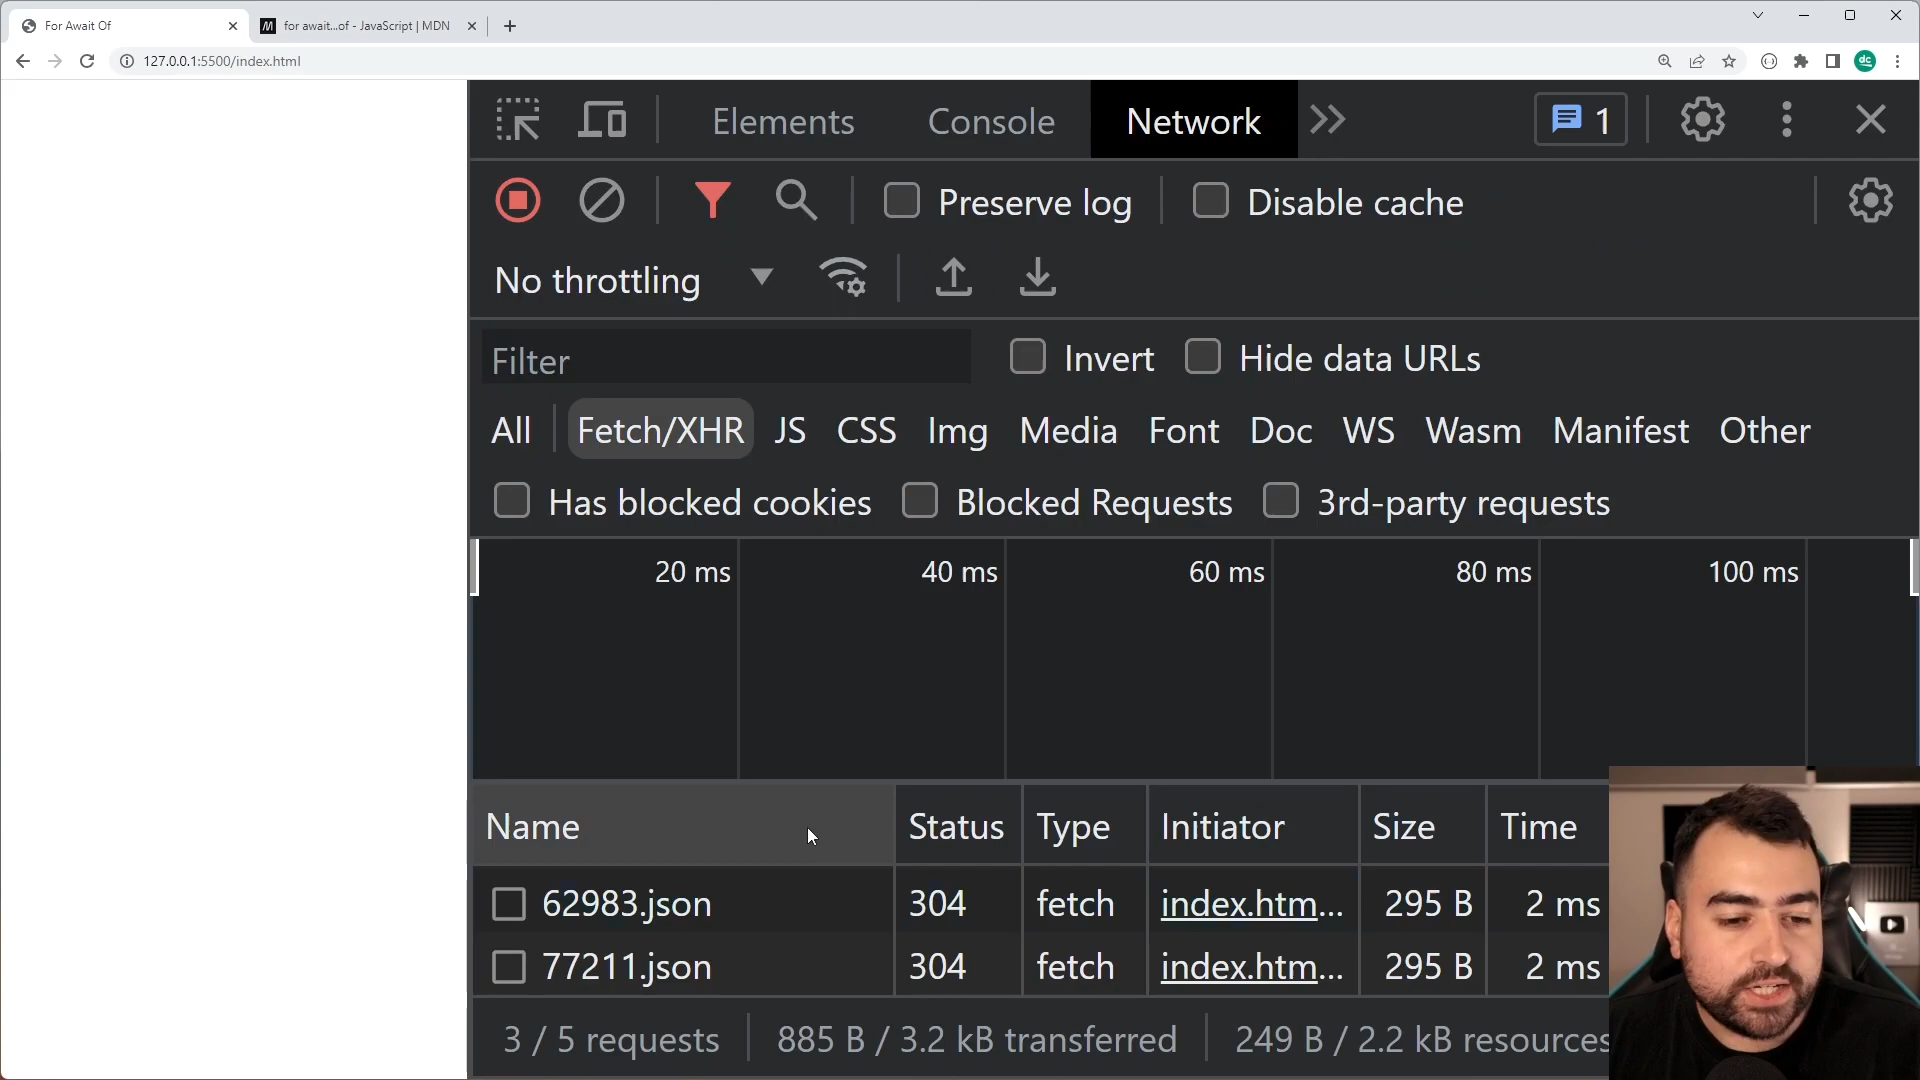 For Await Of
for await...of - JavaScript | MDN
127.0.0.1:5500/index.html
dc
Elements Console Network 1
Preserve log Disable cache
No throttling
Filter Invert Hide data URLs
All Fetch/XHR JS CSS Img Media Font Doc WS Wasm Manifest Other
Has blocked cookies Blocked Requests 3rd-party requests
20 ms 40 ms 60 ms 80 ms 100 ms
Name Status Type Initiator Size Time
62983.json 304 fetch index.htm... 295 B 2 ms
77211.json 304 fetch index.htm... 295 B 2 ms
3 / 5 requests 885 B / 3.2 kB transferred 249 B / 2.2 kB resources